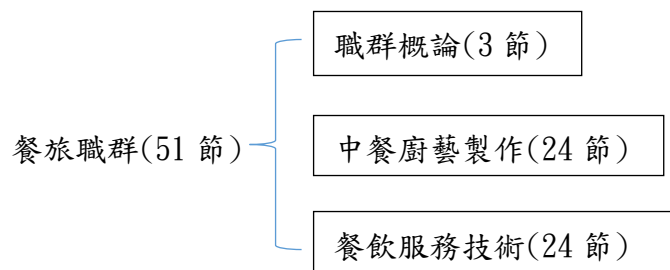 職群概論(3 節)
餐旅職群(51 節)
中餐廚藝製作(24 節)
餐飲服務技術(24 節)